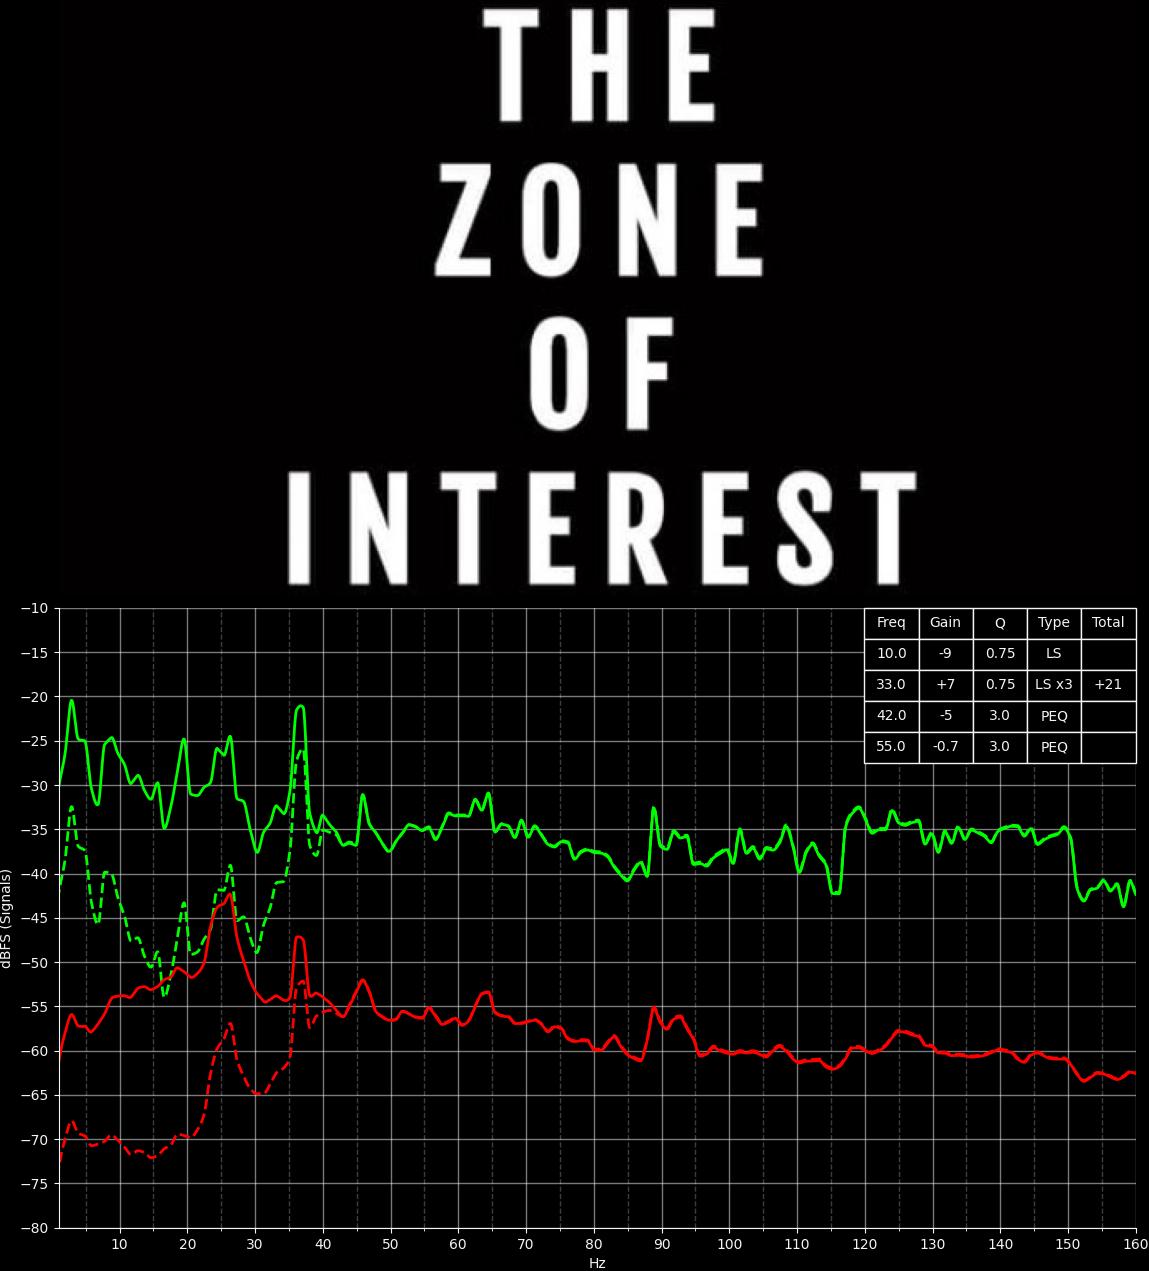 THE
ZONE
OF
INTEREST
Freq Gain Q Type Total
10.0 -9 0.75 LS
33.0 +7 0.75 LS x3 +21
42.0 -5 3.0 PEQ
55.0 -0.7 3.0 PEQ
−10
−15
−20
−25
−30
−35
−40
−45
−50
−55
−60
−65
−70
−75
−80
dBFS (Signals)
10 20 30 40 50 60 70 80 90 100 110 120 130 140 150 160
Hz